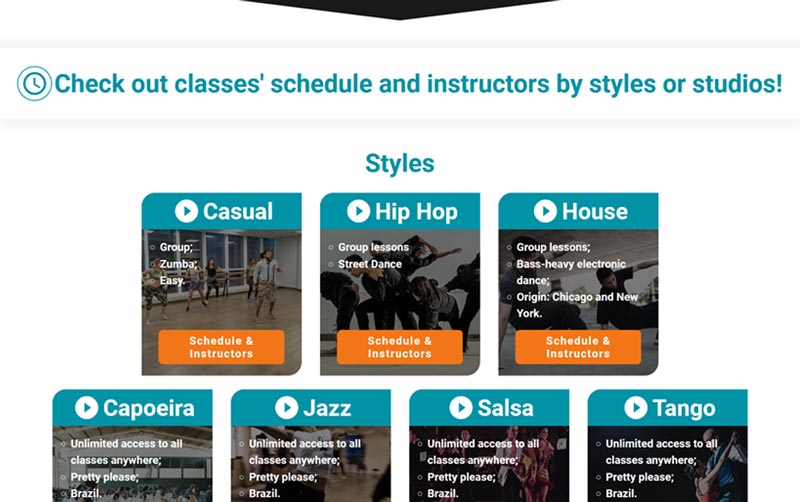 Check out classes' schedule and instructors by styles or studios!
Styles
Casual
Group;
Zumba;
Easy.
Schedule &
Instructors
Hip Hop
Group lessons
Street Dance
Schedule &
Instructors
House
Group lessons;
Bass-heavy electronic
dance;
Origin: Chicago and New
York.
Schedule &
Instructors
Capoeira
Unlimited access to all
classes anywhere;
Pretty please;
Brazil.
Jazz
Unlimited access to all
classes anywhere;
Pretty please;
Brazil.
Salsa
Unlimited access to all
classes anywhere;
Pretty please;
Brazil.
Tango
Unlimited access to all
classes anywhere;
Pretty please;
Brazil.